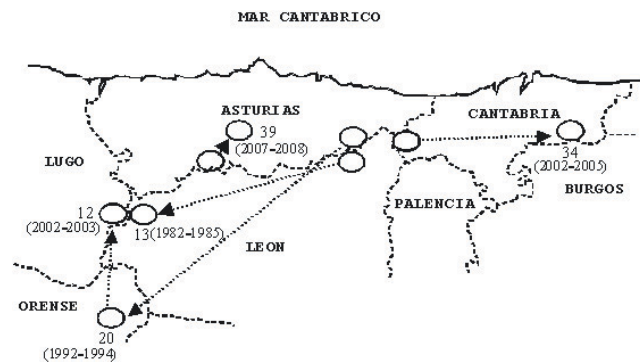 MAR CANTABRICO
ASTURIAS
CANTABRIA
39
(2007-2008)
34
(2002-2005)
LUGO
BURGOS
PALENCIA
12
(2002-2003)
13(1982-1985)
LEON
ORENSE
20
(1992-1994)